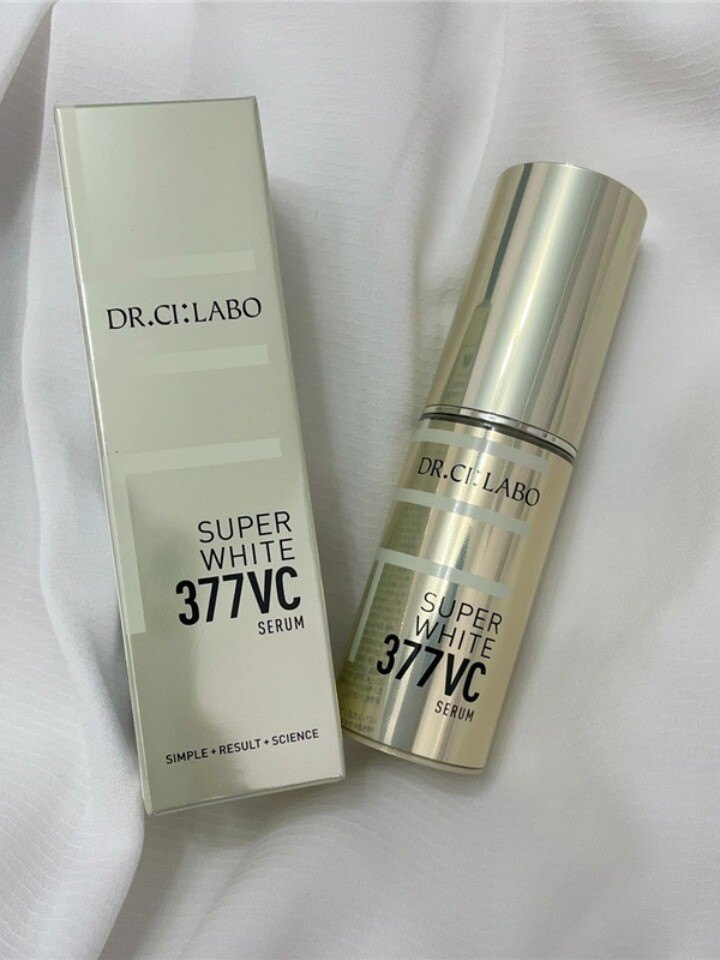 DR.CI:LABO
SUPER
WHITE
377VC
SERUM
SIMPLE+RESULT+SCIENCE
DR.CI:LABO
SUPER
WHITE
377VC
SERUM